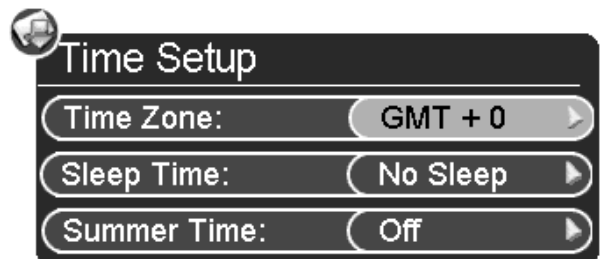 Time Setup
Time Zone: GMT + 0
Sleep Time: No Sleep
Summer Time: Off